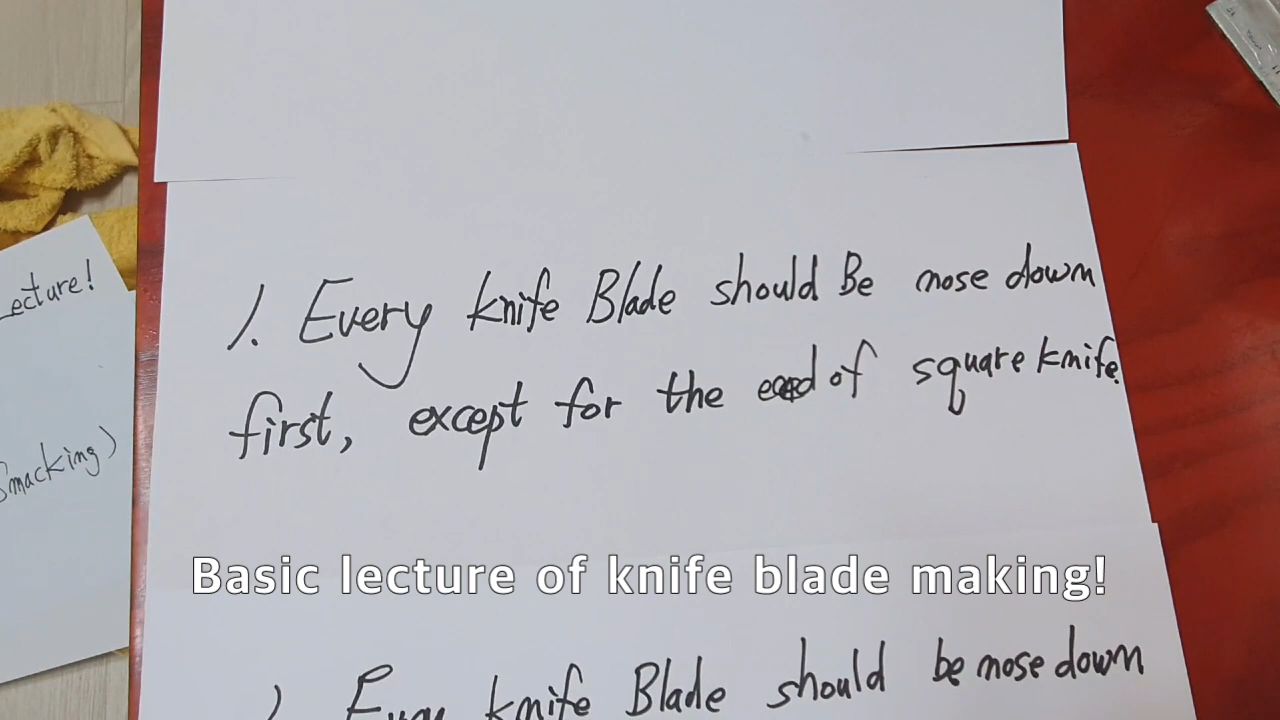 Lecture!
Smacking)
1. Every knife Blade should Be nose down
first, except for the end of square knife.
Basic lecture of knife blade making!
Every knife Blade should be nose down